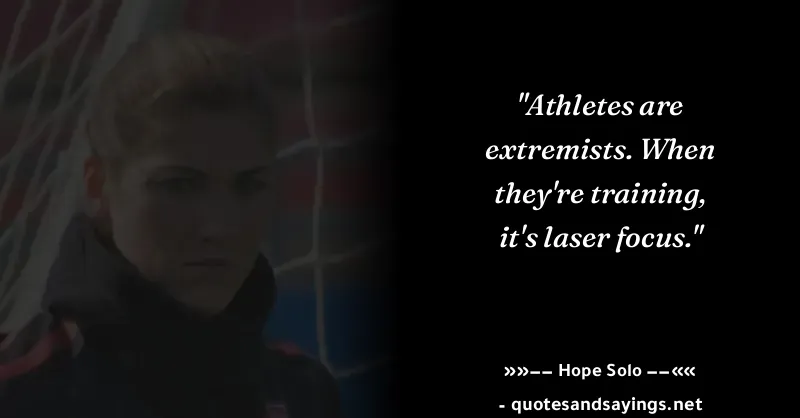 "Athletes are
extremists. When
they're training,
it's laser focus."
»»–– Hope Solo ––««
- quotesandsayings.net